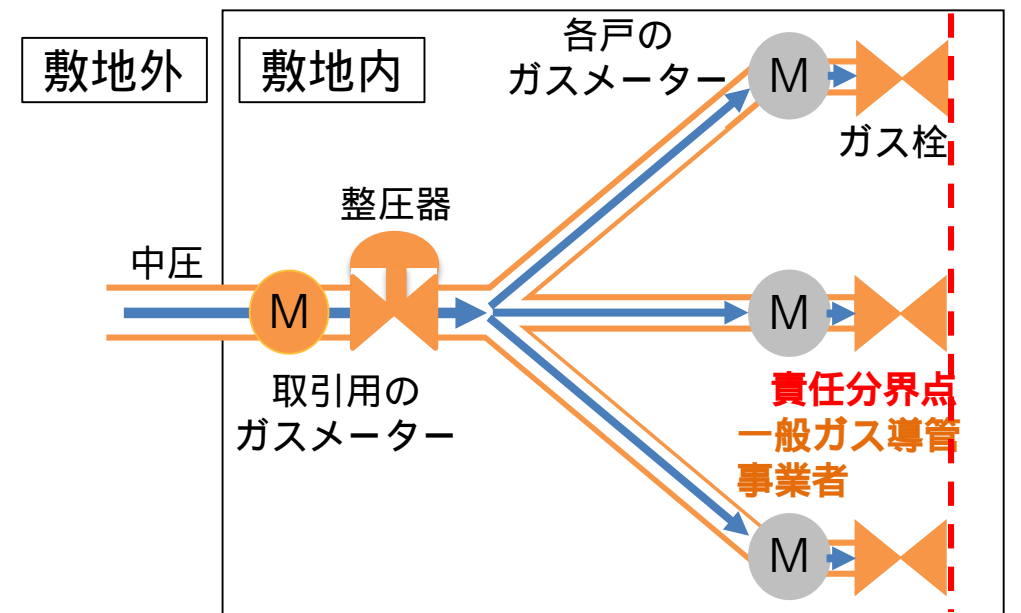 敷地外
敷地内
各戸の
ガスメーター
M
ガス栓
整圧器
中圧
M
M
取引用の
ガスメーター
責任分界点
一般ガス導管
事業者
M